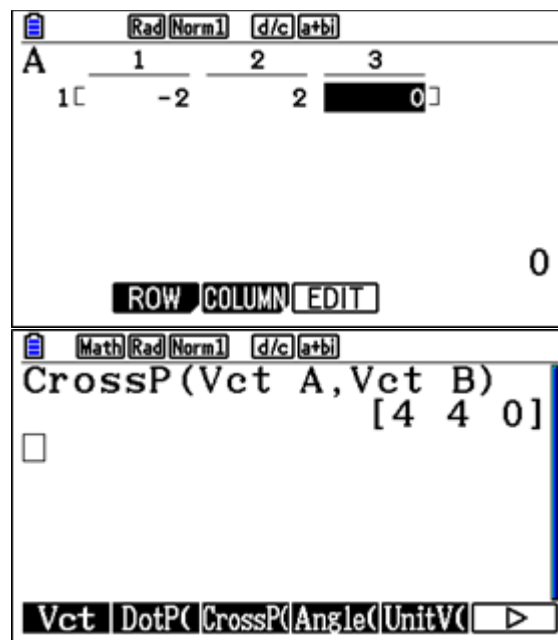 Rad Norm1 d/c a+bi
A 1 2 3
1[ -2 2 0]
0
ROW COLUMN EDIT
Math Rad Norm1 d/c a+bi
CrossP(Vct A,Vct B)
[4 4 0]
Vct DotP( CrossP( Angle( UnitV( ▷